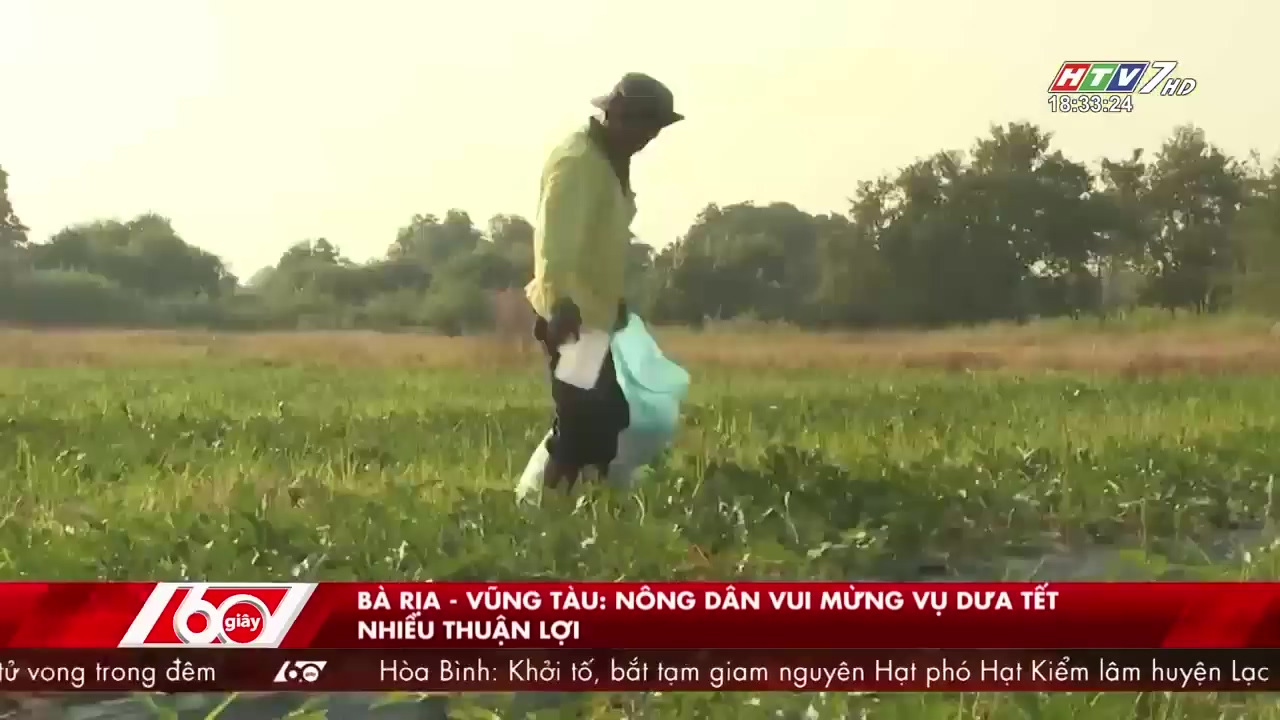 HTV7 HD
18:33:24
60 giây
BÀ RỊA - VŨNG TÀU: NÔNG DÂN VUI MỪNG VỤ DƯA TẾT
NHIỀU THUẬN LỢI
tử vong trong đêm 60 Hòa Bình: Khởi tố, bắt tạm giam nguyên Hạt phó Hạt Kiểm lâm huyện Lạc